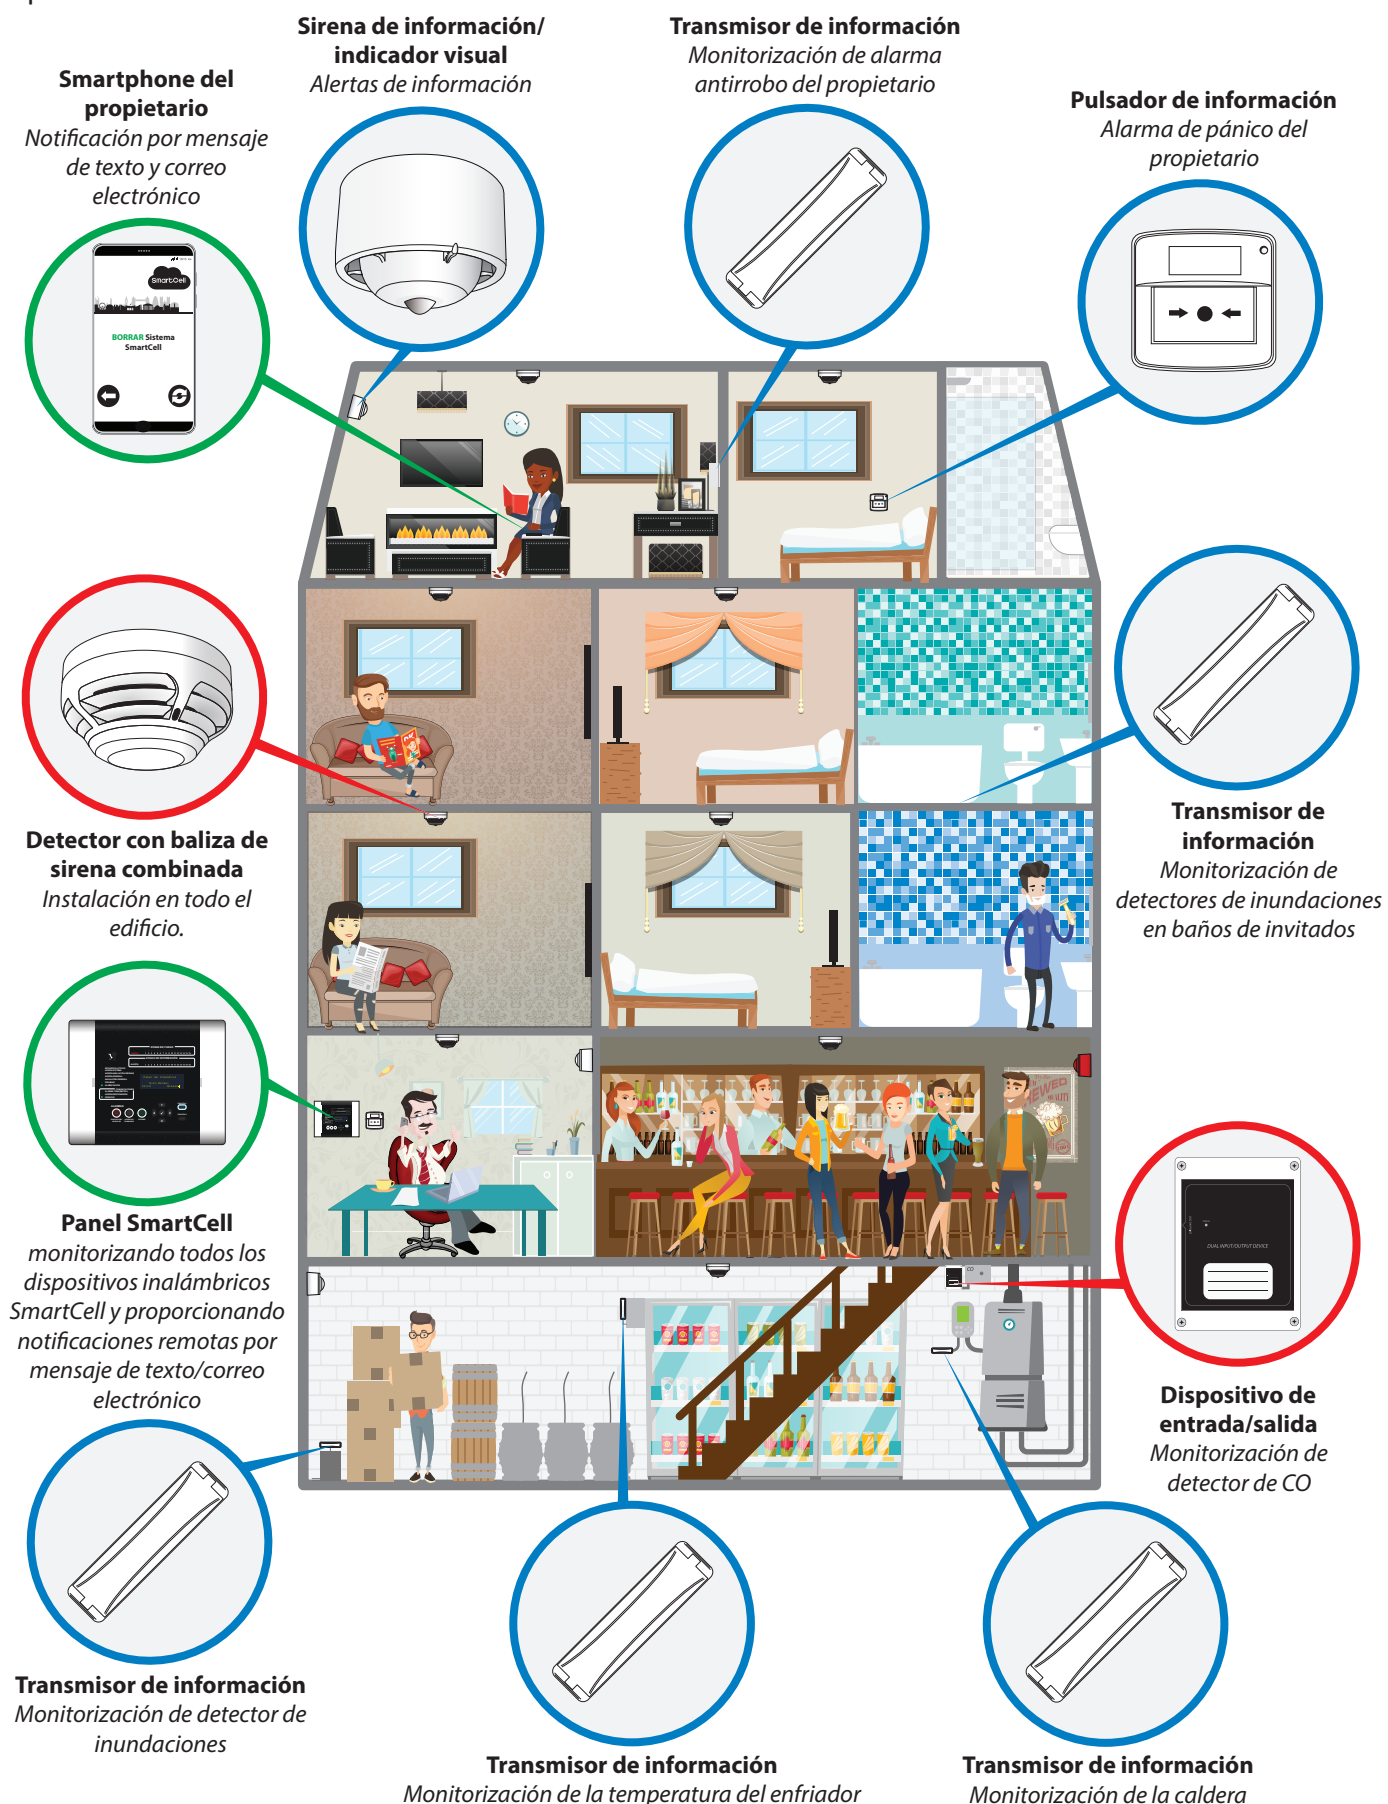 Sirena de información/
indicador visual
Alertas de información
Transmisor de información
Monitorización de alarma
antirrobo del propietario
Smartphone del
propietario
Notificación por mensaje
de texto y correo
electrónico
Pulsador de información
Alarma de pánico del
propietario
SmartCell
BORRAR Sistema
SmartCell
Detector con baliza de
sirena combinada
Instalación en todo el
edificio.
Transmisor de
información
Monitorización de
detectores de inundaciones
en baños de invitados
Panel SmartCell
monitorizando todos los
dispositivos inalámbricos
SmartCell y proporcionando
notificaciones remotas por
mensaje de texto/correo
electrónico
DUAL INPUT/OUTPUT DEVICE
CO
Dispositivo de
entrada/salida
Monitorización de
detector de CO
Transmisor de información
Monitorización de detector de
inundaciones
Transmisor de información
Monitorización de la temperatura del enfriador
Transmisor de información
Monitorización de la caldera